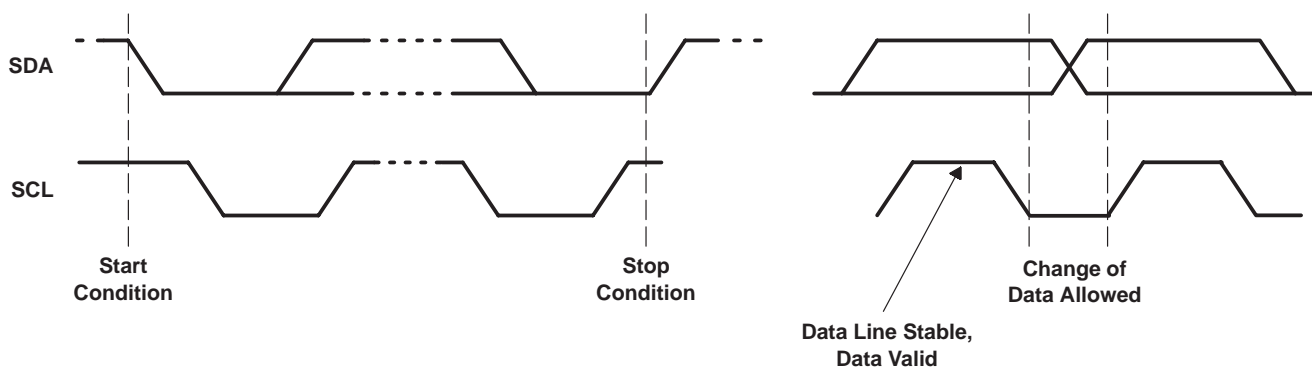 SDA
SCL
Start
Condition
Stop
Condition
Change of
Data Allowed
Data Line Stable,
Data Valid